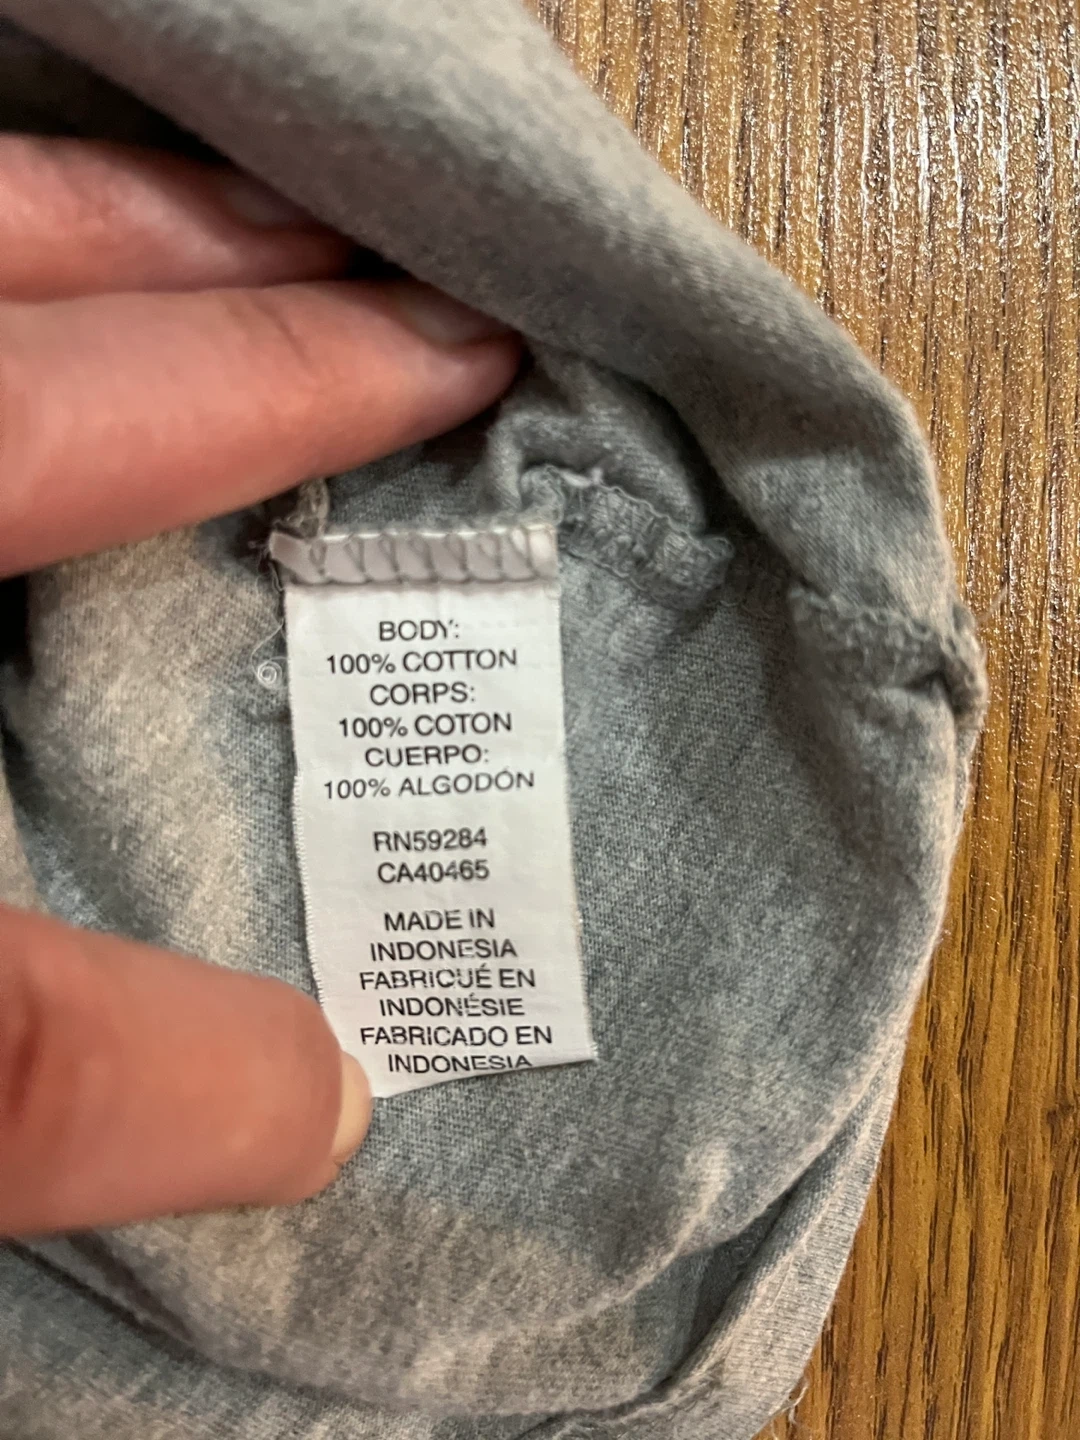 BODY:
100% COTTON
CORPS:
100% COTON
CUERPO:
100% ALGODÓN
RN59284
CA40465
MADE IN
INDONESIA
FABRICUÉ EN
INDONÉSIE
FABRICADO EN
INDONESIA